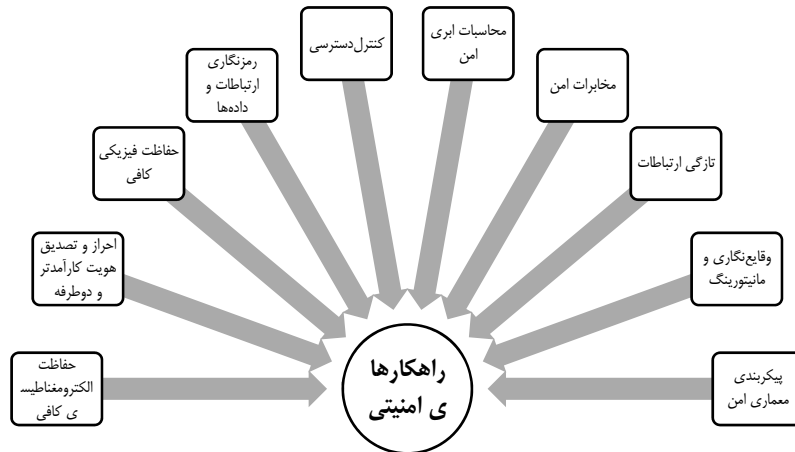 محاسبات ابری
امن
کنترل‌دسترسی
رمزنگاری
ارتباطات و
داده‌ها
مخابرات امن
حفاظت فیزیکی
کافی
تازگی ارتباطات
احراز و تصدیق
هویت کارآمدتر
و دوطرفه
وقایع‌نگاری و
مانیتورینگ
حفاظت
الکترومغناطیس
ی کافی
پیکربندی
معماری امن
راهکارها
ی امنیتی